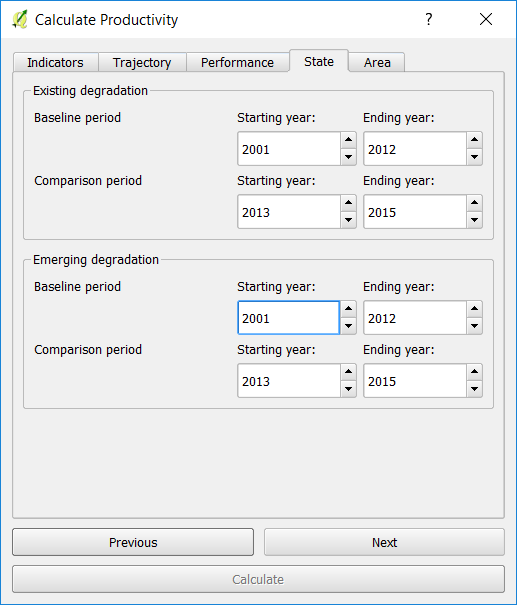 Calculate Productivity ?
Indicators Trajectory Performance State Area
Existing degradation
Baseline period Starting year: Ending year:
2001 2012
Comparison period Starting year: Ending year:
2013 2015
Emerging degradation
Baseline period Starting year: Ending year:
2001 2012
Comparison period Starting year: Ending year:
2013 2015
Previous Next
Calculate